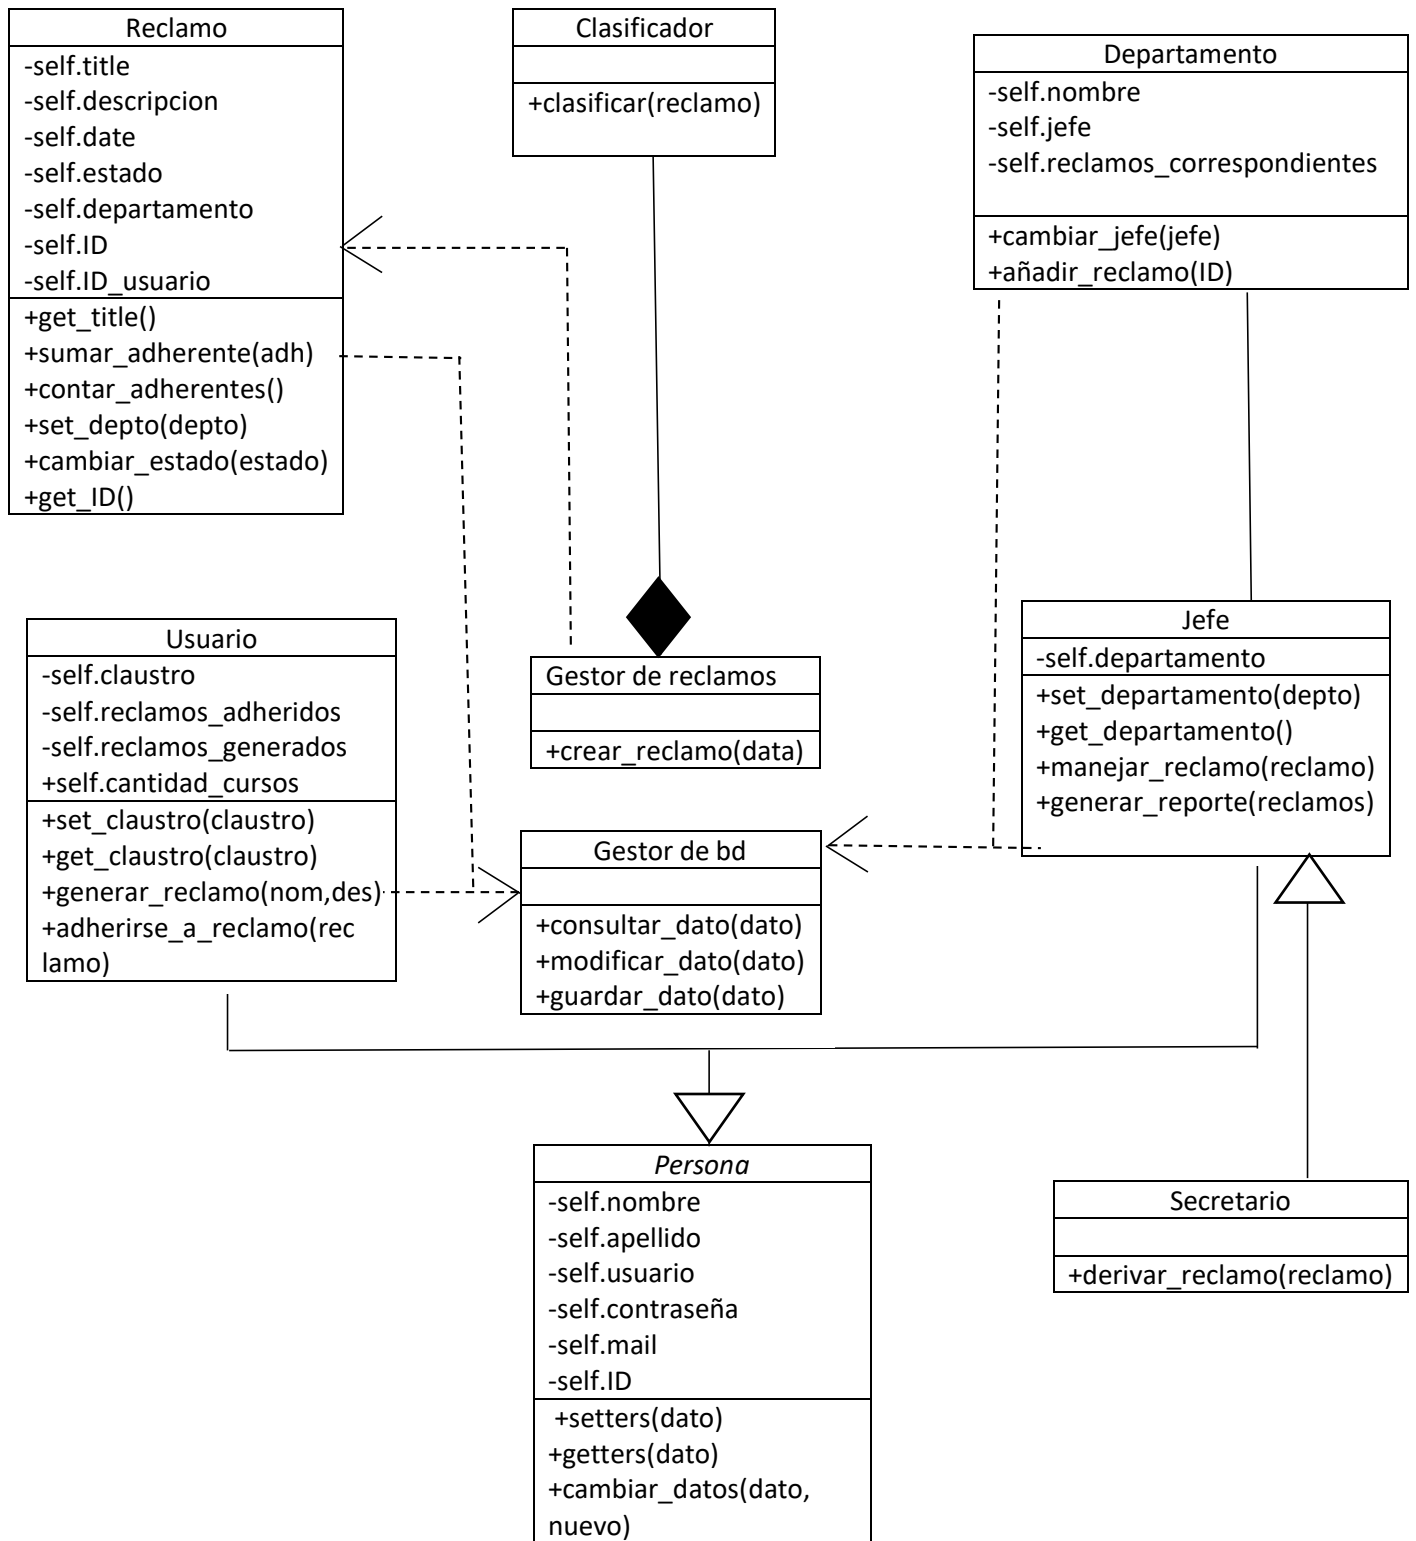 Reclamo
-self.title
-self.descripcion
-self.date
-self.estado
-self.departamento
-self.ID
-self.ID_usuario
+get_title()
+sumar_adherente(adh)
+contar_adherentes()
+set_depto(depto)
+cambiar_estado(estado)
+get_ID()
Clasificador
+clasificar(reclamo)
Departamento
-self.nombre
-self.jefe
-self.reclamos_correspondientes
+cambiar_jefe(jefe)
+añadir_reclamo(ID)
Usuario
-self.claustro
-self.reclamos_adheridos
-self.reclamos_generados
+self.cantidad_cursos
+set_claustro(claustro)
+get_claustro(claustro)
+generar_reclamo(nom,des)
+adherirse_a_reclamo(rec
lamo)
Gestor de reclamos
+crear_reclamo(data)
Jefe
-self.departamento
+set_departamento(depto)
+get_departamento()
+manejar_reclamo(reclamo)
+generar_reporte(reclamos)
Gestor de bd
+consultar_dato(dato)
+modificar_dato(dato)
+guardar_dato(dato)
Persona
-self.nombre
-self.apellido
-self.usuario
-self.contraseña
-self.mail
-self.ID
+setters(dato)
+getters(dato)
+cambiar_datos(dato,
nuevo)
Secretario
+derivar_reclamo(reclamo)